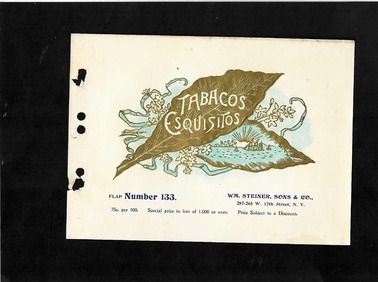 TABACOS
ESQUISITOS
FLAP Number 133.
WM. STEINER, SONS & CO.,
257-265 W. 17th Street, N. Y.
75c. per 100. Special price in lots of 1.000 or over. Price Subject to a Discount.